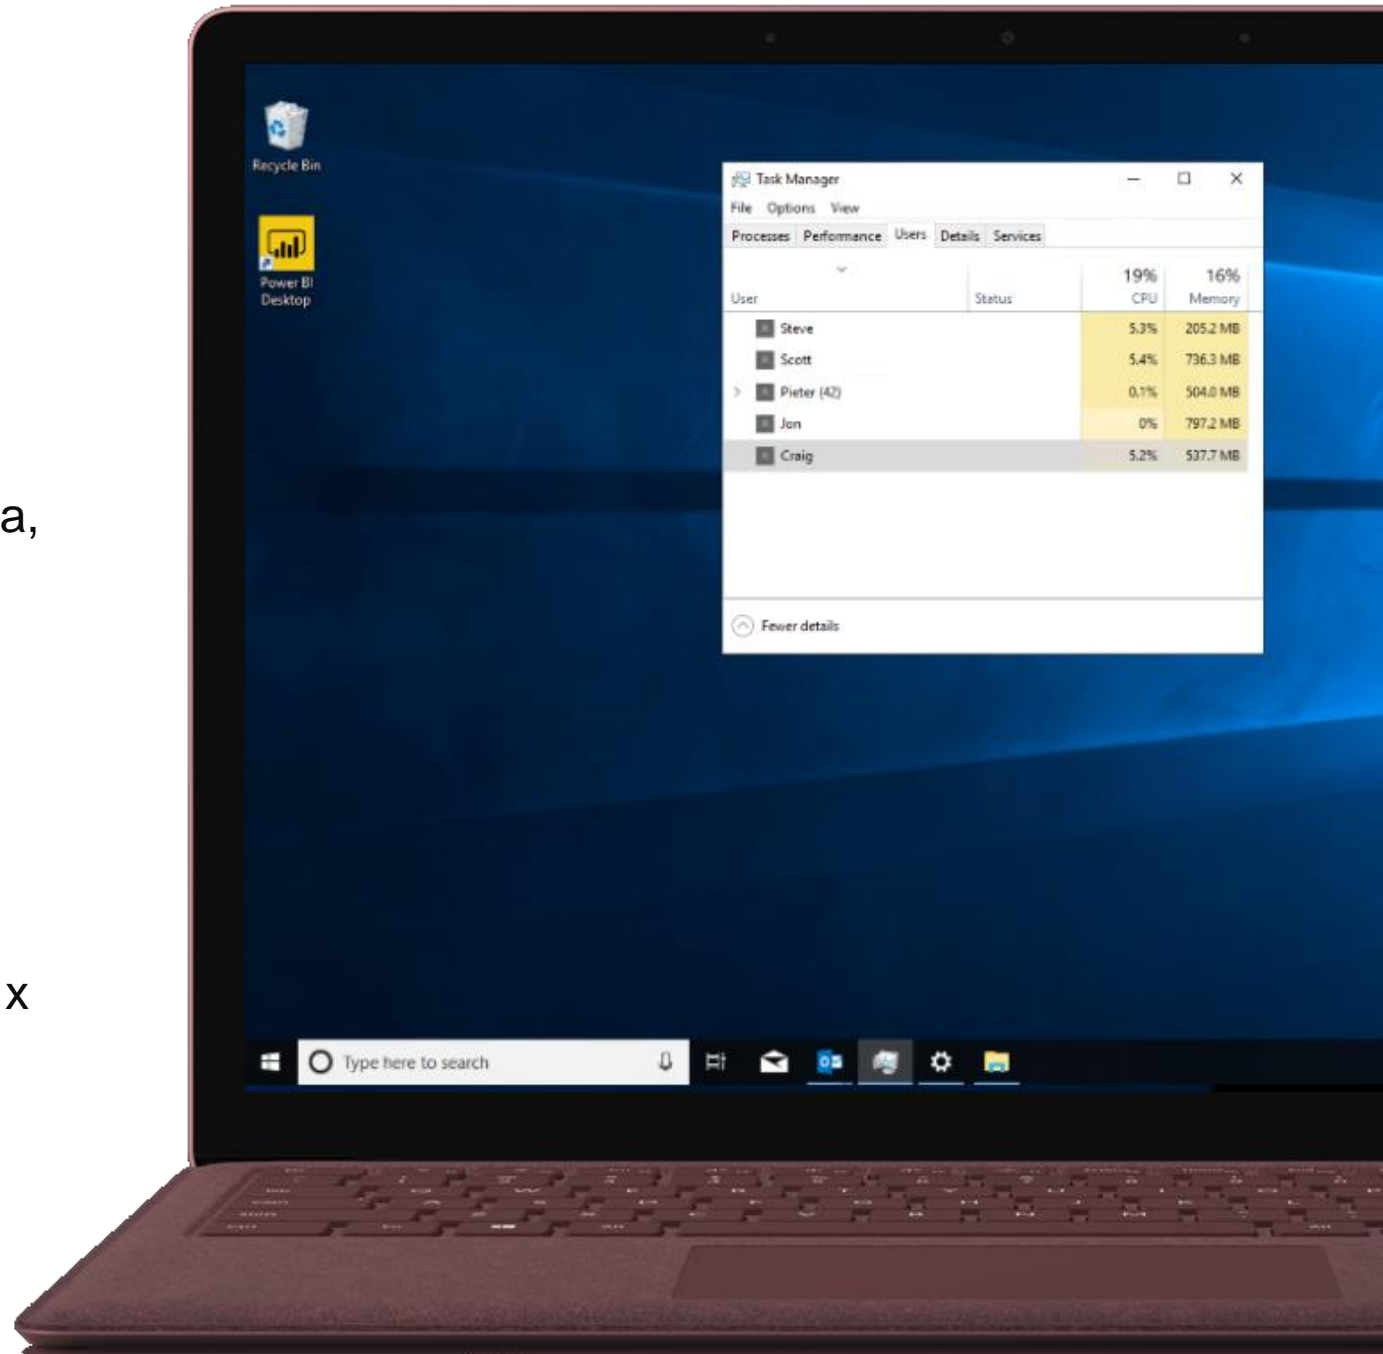 Recycle Bin
Power BI
Desktop
a,
x
Task Manager
File Options View
Processes Performance Users Details Services
19% 16%
User Status CPU Memory
Steve 5.3% 205.2 MB
Scott 5.4% 736.3 MB
Pieter (42) 0.1% 504.0 MB
Jon 0% 797.2 MB
Craig 5.2% 537.7 MB
Fewer details
Type here to search